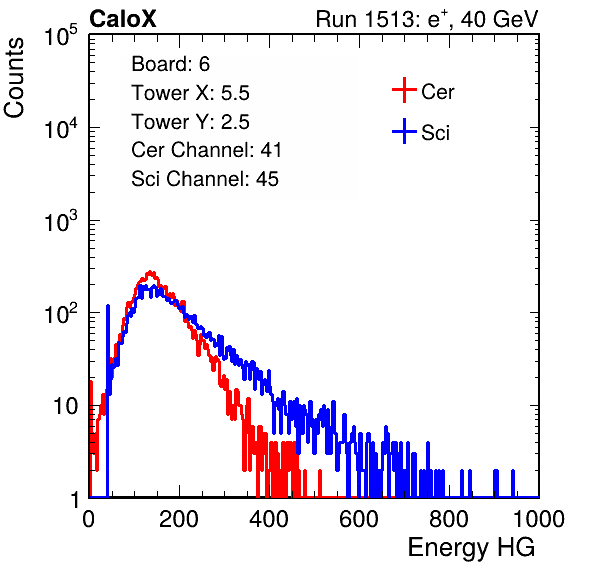 CaloX Run 1513: e⁺, 40 GeV
Counts
Board: 6
Tower X: 5.5
Tower Y: 2.5
Cer Channel: 41
Sci Channel: 45
Cer
Sci
10⁵
10⁴
10³
10²
10
1
0 200 400 600 800 1000
Energy HG